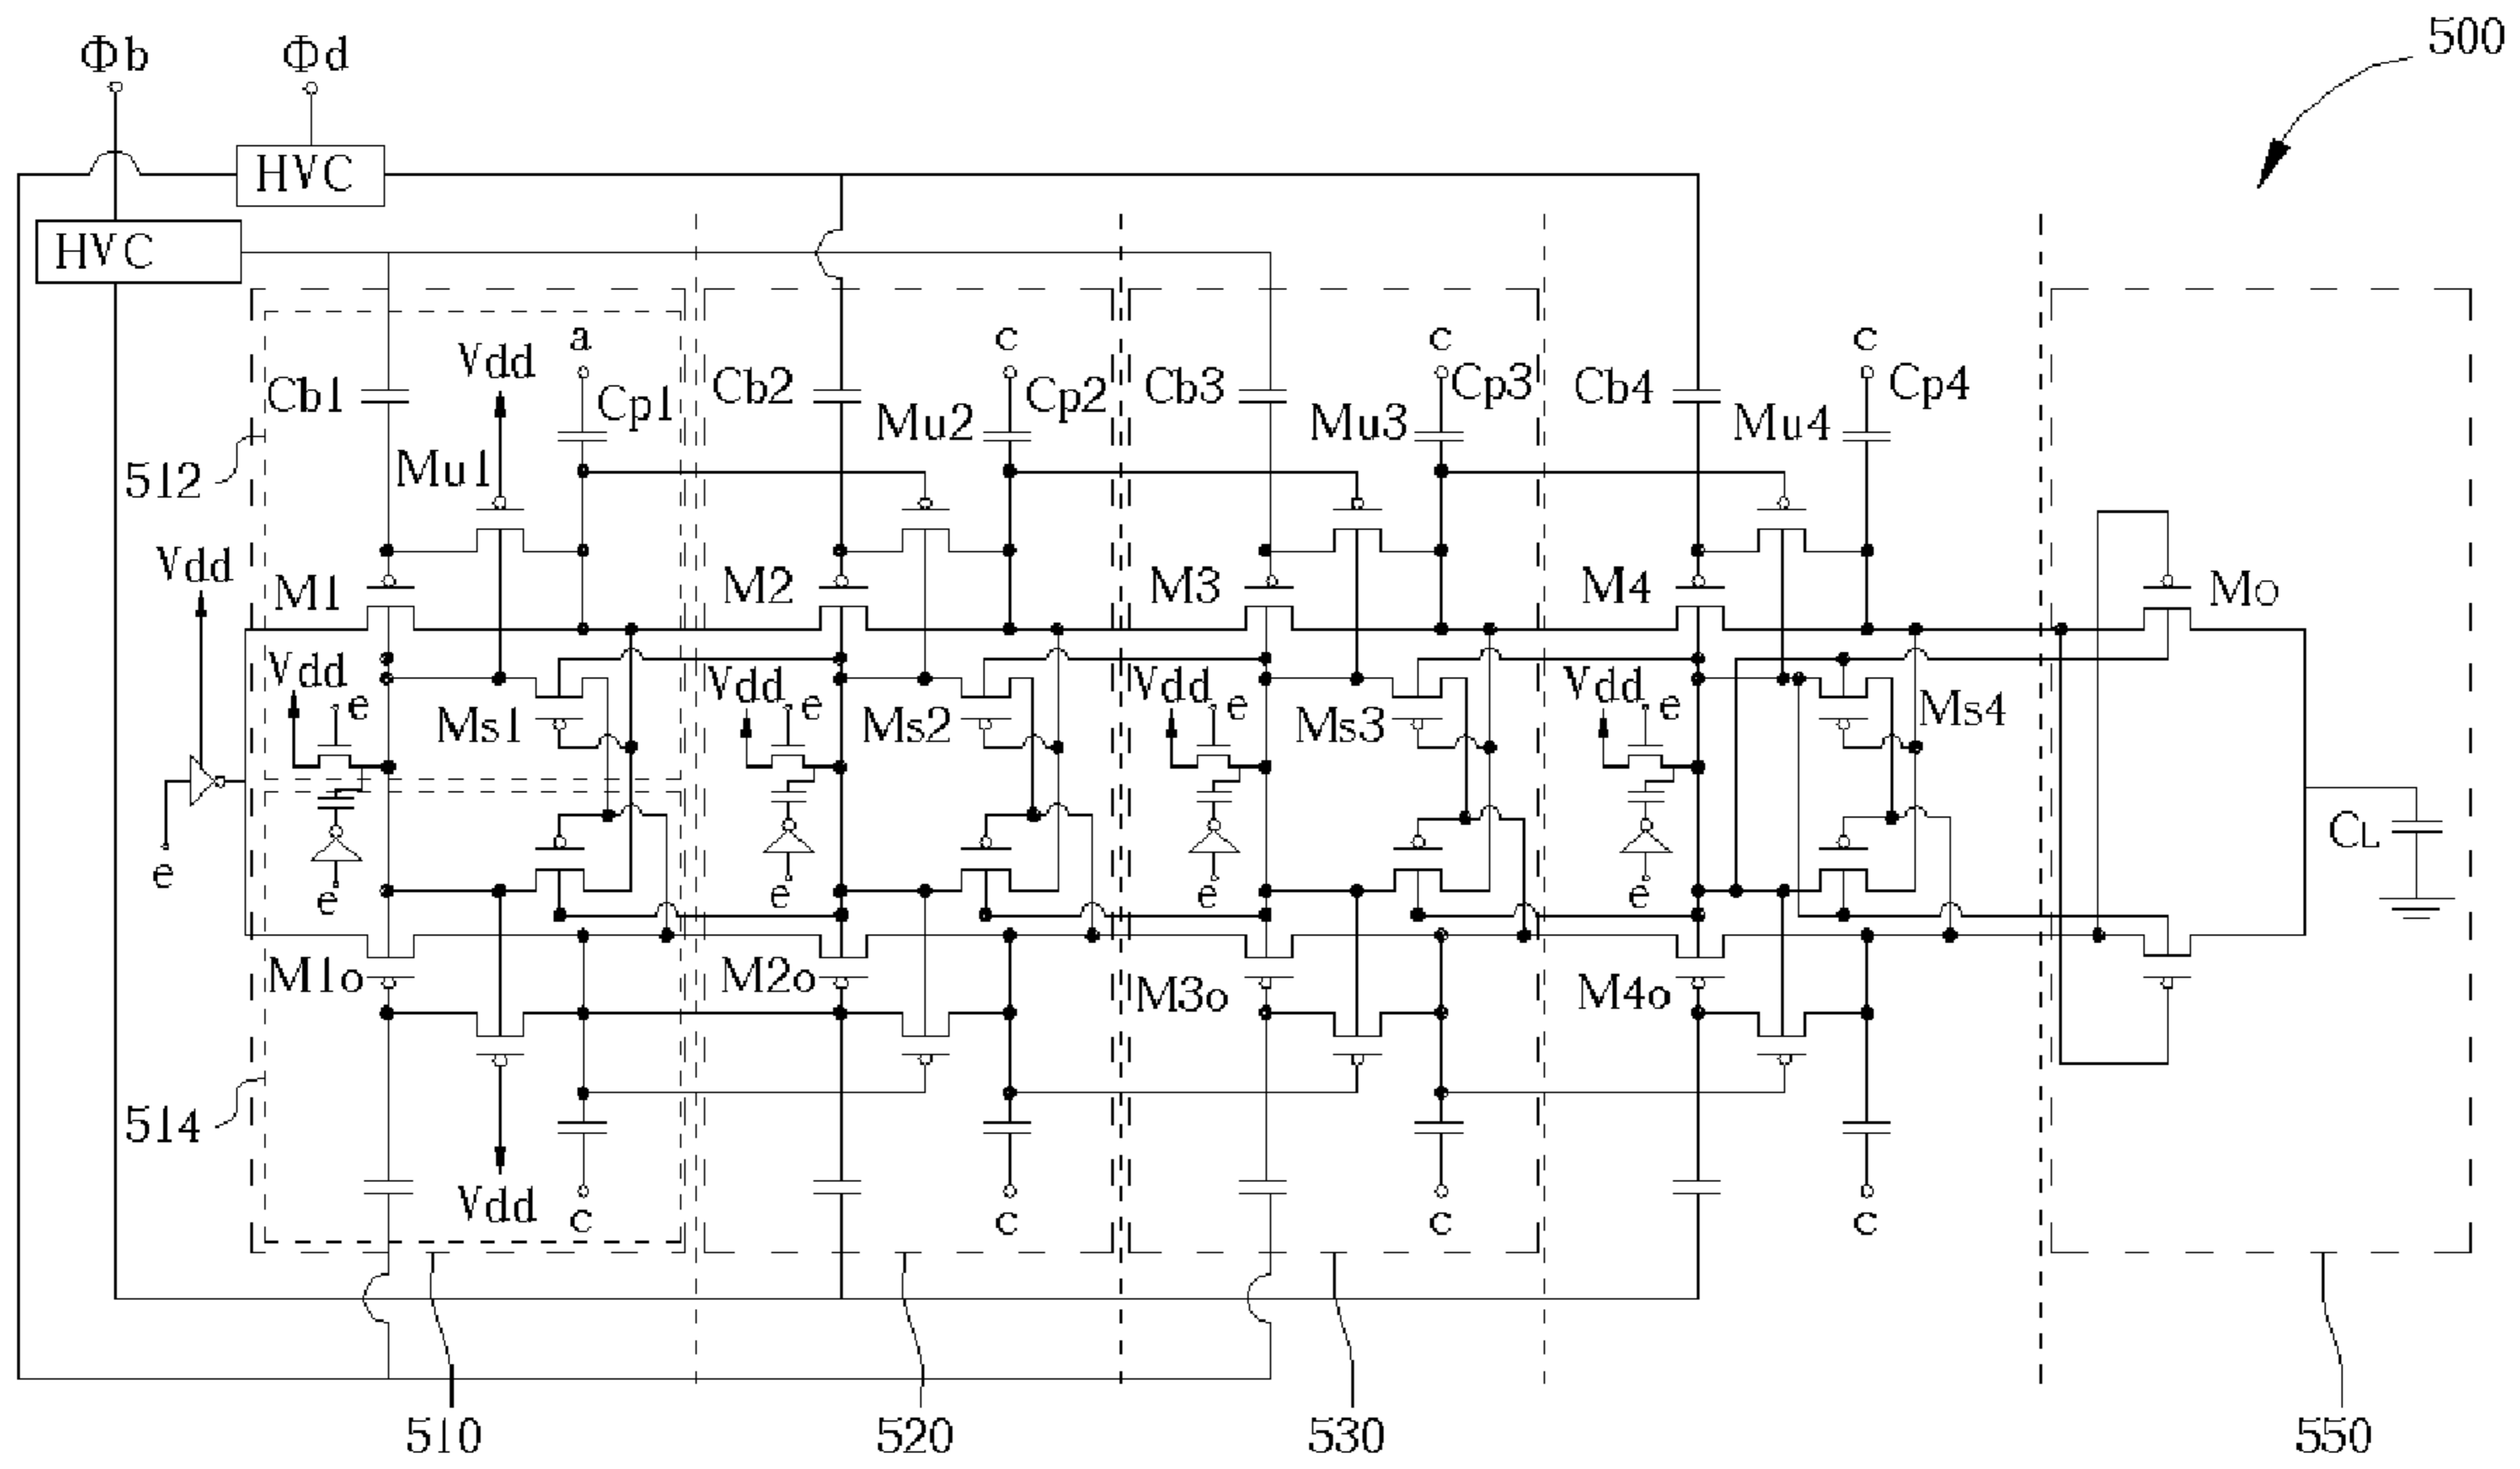 500
Φb
Φd
HVC
HVC
a
c
c
c
Vdd
Cb1
Cp1
Cb2
Cp2
Cb3
Cp3
Cb4
Cp4
Mu1
Mu2
Mu3
Mu4
512
Vdd
M1
M2
M3
M4
Mo
Vdd
e
Vdd
e
Vdd
e
Vdd
e
Ms1
Ms2
Ms3
Ms4
CL
e
e
e
e
e
M1o
M2o
M3o
M4o
514
Vdd
c
c
c
c
510
520
530
550